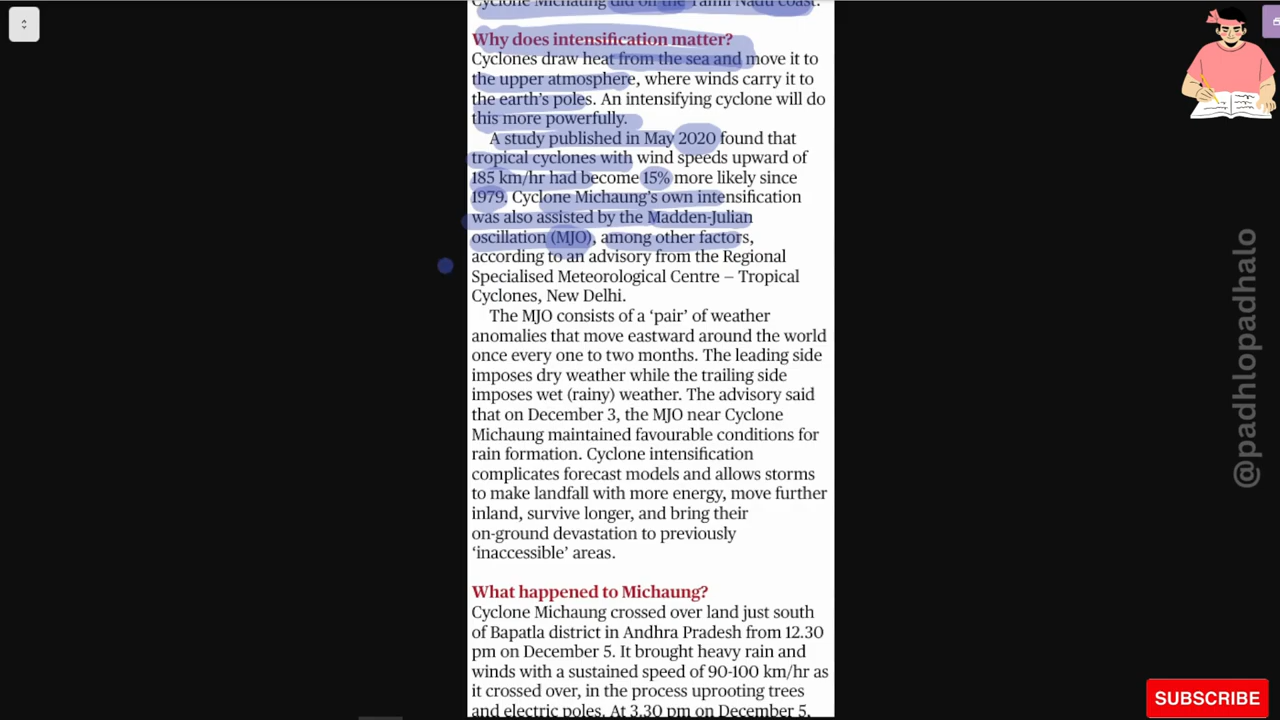 Cyclone Michaung did off the Tamil Nadu coast.
Why does intensification matter?
Cyclones draw heat from the sea and move it to
the upper atmosphere, where winds carry it to
the earth's poles. An intensifying cyclone will do
this more powerfully.
A study published in May 2020 found that
tropical cyclones with wind speeds upward of
185 km/hr had become 15% more likely since
1979. Cyclone Michaung's own intensification
was also assisted by the Madden-Julian
oscillation (MJO), among other factors,
according to an advisory from the Regional
Specialised Meteorological Centre – Tropical
Cyclones, New Delhi.
The MJO consists of a ‘pair’ of weather
anomalies that move eastward around the world
once every one to two months. The leading side
imposes dry weather while the trailing side
imposes wet (rainy) weather. The advisory said
that on December 3, the MJO near Cyclone
Michaung maintained favourable conditions for
rain formation. Cyclone intensification
complicates forecast models and allows storms
to make landfall with more energy, move further
inland, survive longer, and bring their
on-ground devastation to previously
‘inaccessible’ areas.
What happened to Michaung?
Cyclone Michaung crossed over land just south
of Bapatla district in Andhra Pradesh from 12.30
pm on December 5. It brought heavy rain and
winds with a sustained speed of 90-100 km/hr as
it crossed over, in the process uprooting trees
and electric poles. At 3.30 pm on December 5,
@padhlopadhalo
SUBSCRIBE